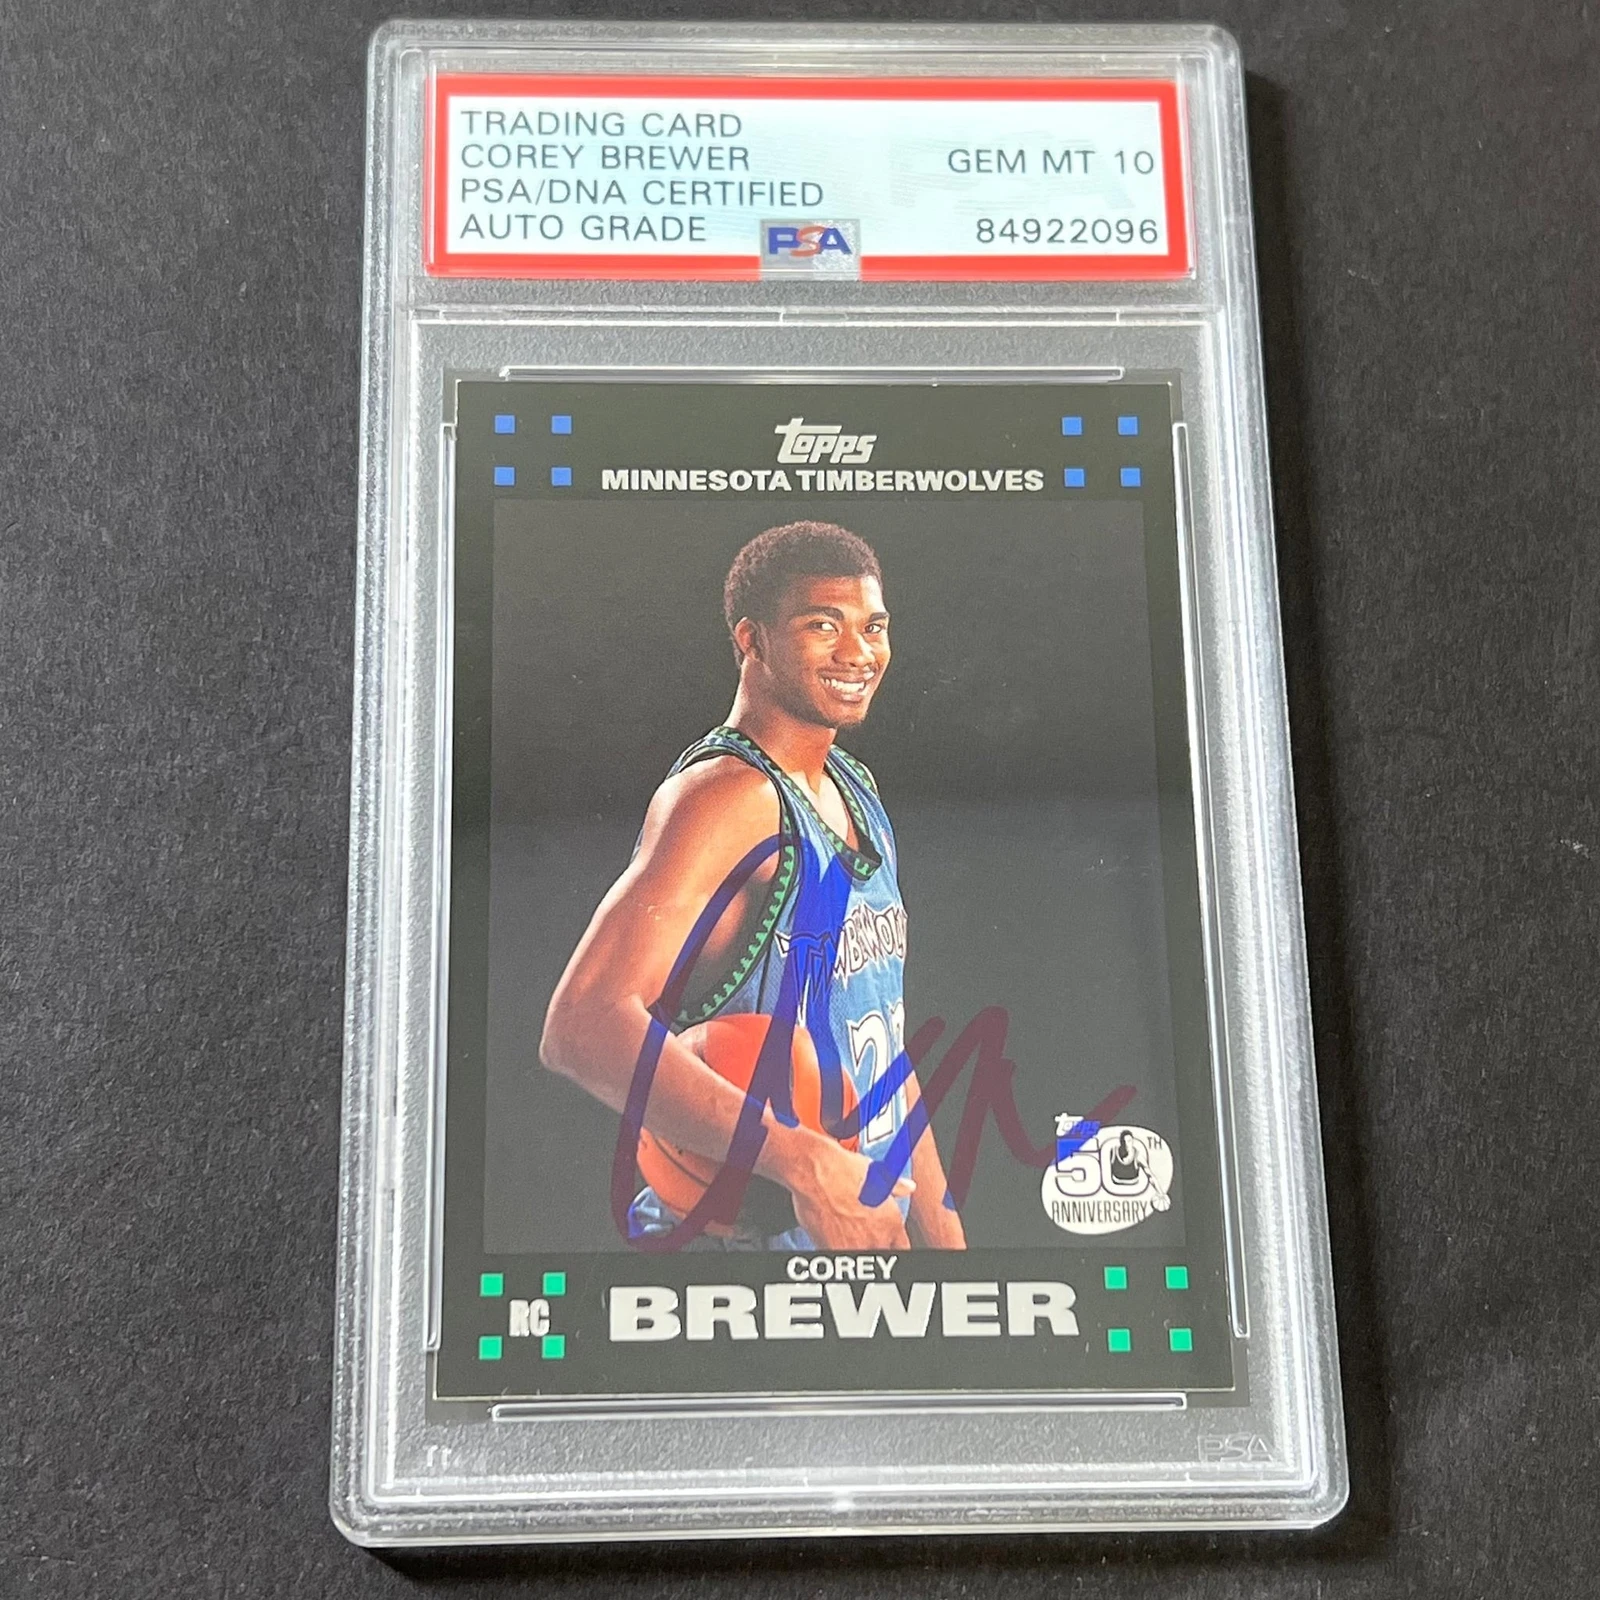 TRADING CARD
COREY BREWER
PSA/DNA CERTIFIED
AUTO GRADE
GEM MT 10
84922096
PSA
Topps
MINNESOTA TIMBERWOLVES
Topps
50TH
ANNIVERSARY
COREY
RC
BREWER
PSA